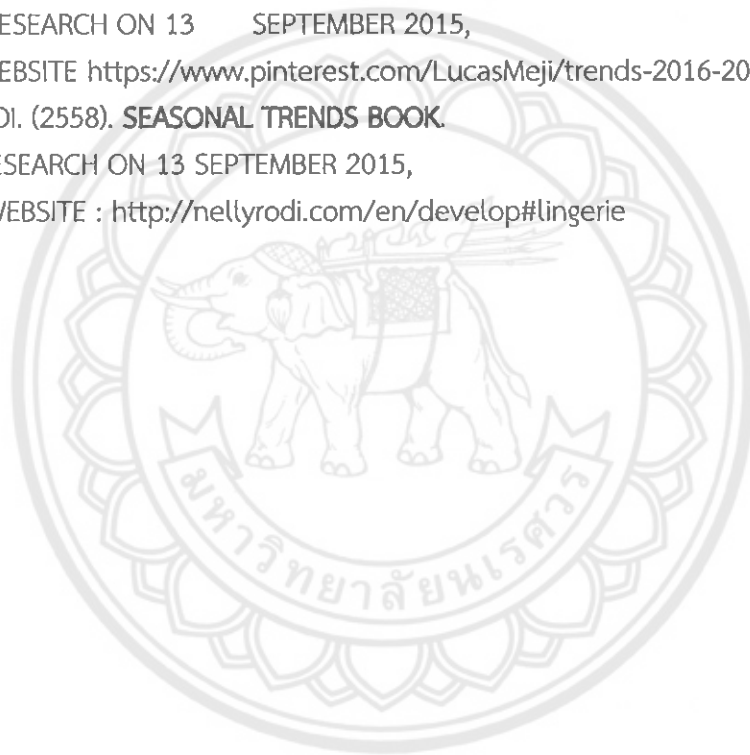 ESEARCH ON 13 SEPTEMBER 2015,
EBSITE https://www.pinterest.com/LucasMeji/trends-2016-20
DI. (2558). SEASONAL TRENDS BOOK.
ESEARCH ON 13 SEPTEMBER 2015,
WEBSITE : http://nellyrodi.com/en/develop#lingerie
มหาวิทยาลัยนเรศวร